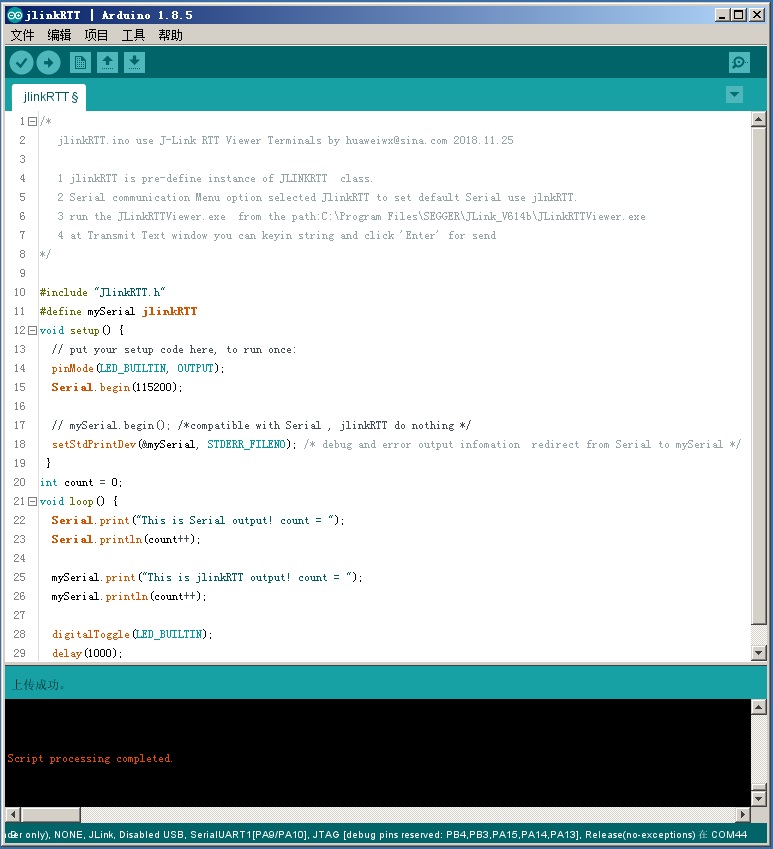 jlinkRTT | Arduino 1.8.5
文件 编辑 项目 工具 帮助
jlinkRTT §
1 /*
2 jlinkRTT.ino use J-Link RTT Viewer Terminals by huaweiwx@sina.com 2018.11.25
3
4 1 jlinkRTT is pre-define instance of JLINKRTT class.
5 2 Serial communication Menu option selected JlinkRTT to set default Serial use jlnkRTT.
6 3 run the JLinkRTTViewer.exe from the path:C:\Program Files\SEGGER\JLink_V614b\JLinkRTTViewer.exe
7 4 at Transmit Text window you can keyin string and click 'Enter' for send
8 */
9
10 #include "JlinkRTT.h"
11 #define mySerial jlinkRTT
12 void setup() {
13 // put your setup code here, to run once:
14 pinMode(LED_BUILTIN, OUTPUT);
15 Serial.begin(115200);
16
17 // mySerial.begin(); /*compatible with Serial , jlinkRTT do nothing */
18 setStdPrintDev(&mySerial, STDERR_FILENO); /* debug and error output infomation redirect from Serial to mySerial */
19 }
20 int count = 0;
21 void loop() {
22 Serial.print("This is Serial output! count = ");
23 Serial.println(count++);
24
25 mySerial.print("This is jlinkRTT output! count = ");
26 mySerial.println(count++);
27
28 digitalToggle(LED_BUILTIN);
29 delay(1000);
上传成功。
Script processing completed.
only), NONE, JLink, Disabled USB, SerialUART1[PA9/PA10], JTAG [debug pins reserved: PB4,PB3,PA15,PA14,PA13], Release(no-exceptions) 在 COM44